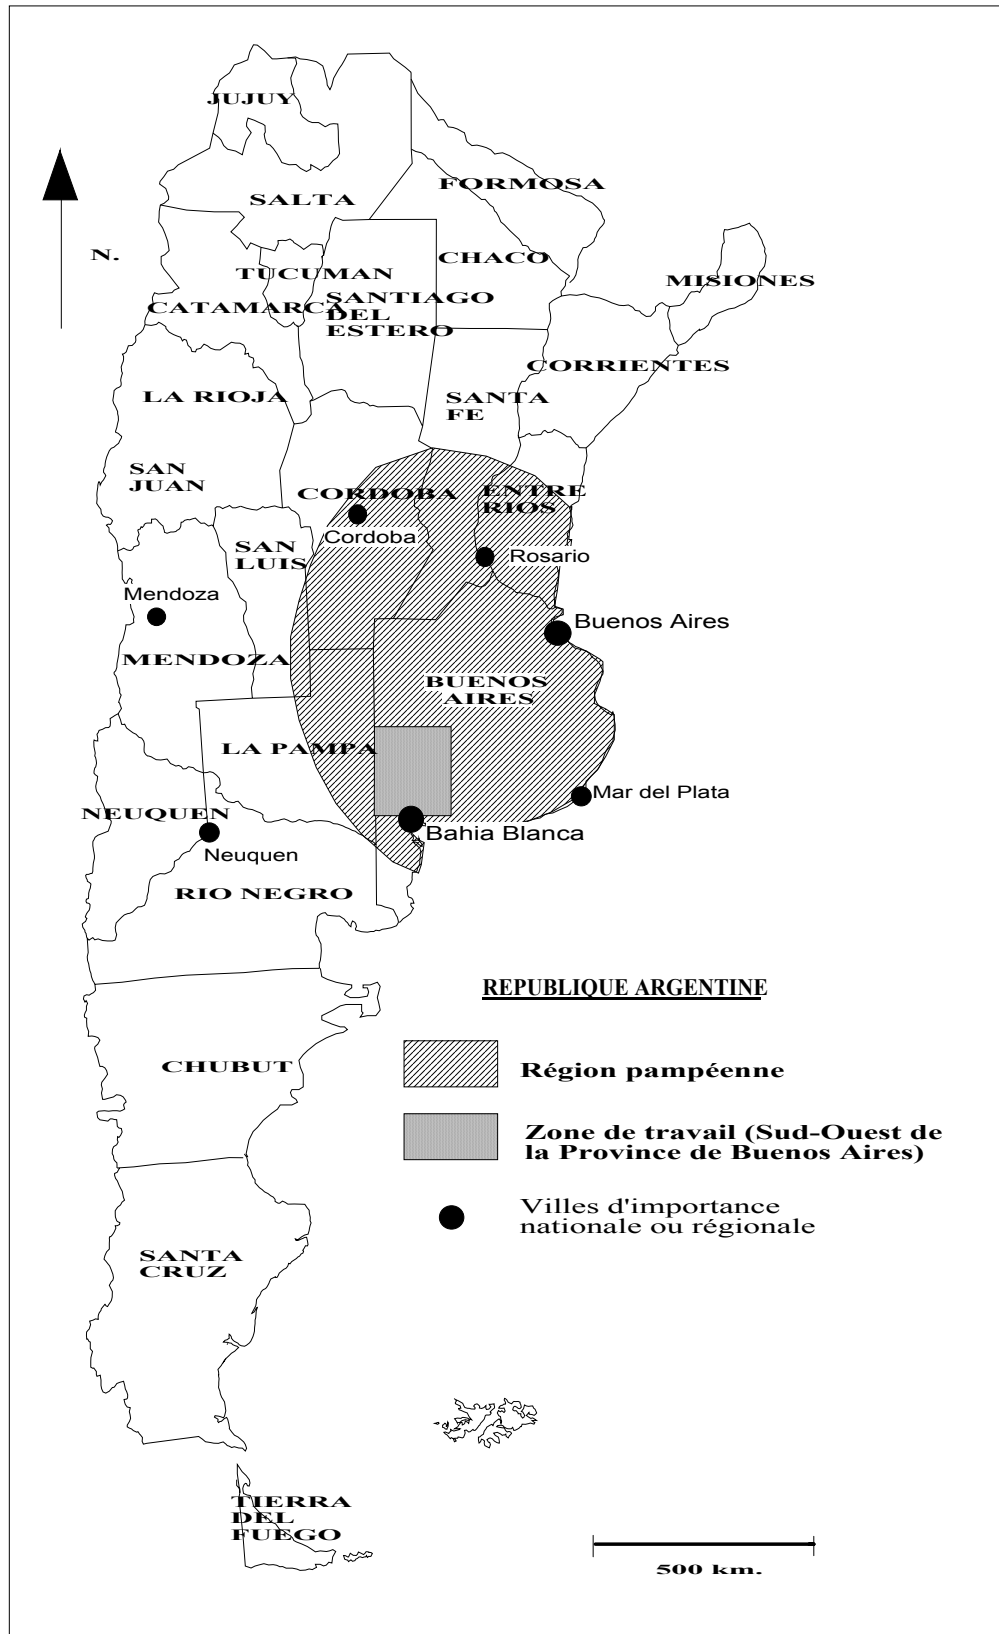 JUJUY
FORMOSA
SALTA
N.
CHACO
TUCUMAN
MISIONES
CATAMARCA
SANTIAGO
DEL
ESTERO
CORRIENTES
LA RIOJA
SANTA
FE
SAN
JUAN
CORDOBA
ENTRE
RIOS
Cordoba
SAN
LUIS
Rosario
Mendoza
Buenos Aires
MENDOZA
BUENOS
AIRES
LA PAMPA
Mar del Plata
NEUQUEN
Bahia Blanca
Neuquen
RIO NEGRO
REPUBLIQUE ARGENTINE
CHUBUT
Région pampéenne
Zone de travail (Sud-Ouest de
la Province de Buenos Aires)
Villes d'importance
nationale ou régionale
SANTA
CRUZ
TIERRA
DEL
FUEGO
500 km.